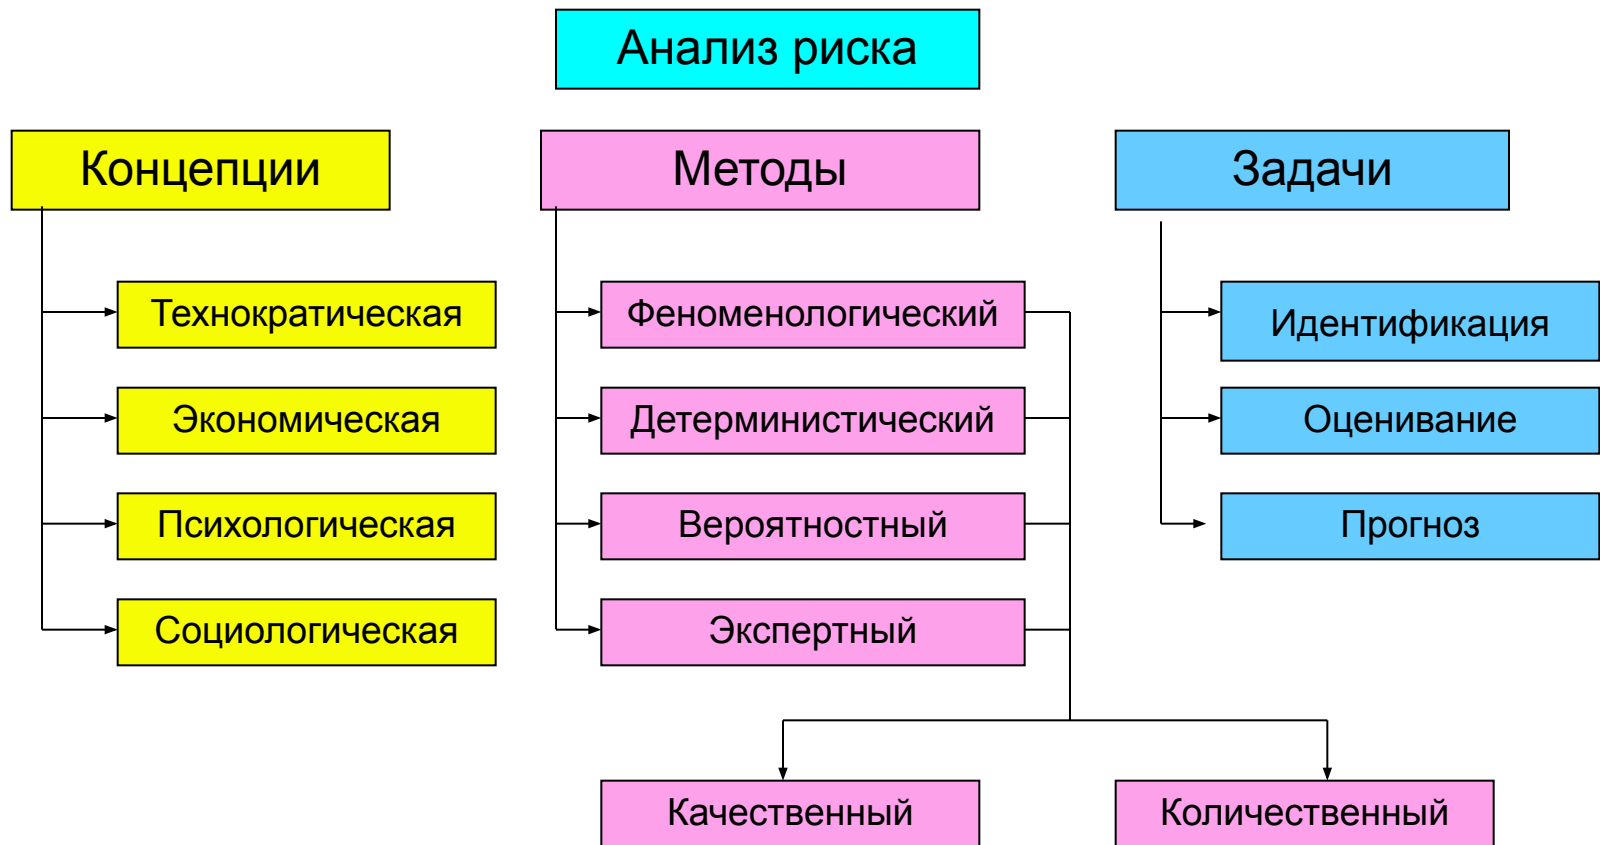 Анализ риска
Концепции
Методы
Задачи
Технократическая
Феноменологический
Идентификация
Экономическая
Детерминистический
Оценивание
Психологическая
Вероятностный
Прогноз
Социологическая
Экспертный
Качественный
Количественный